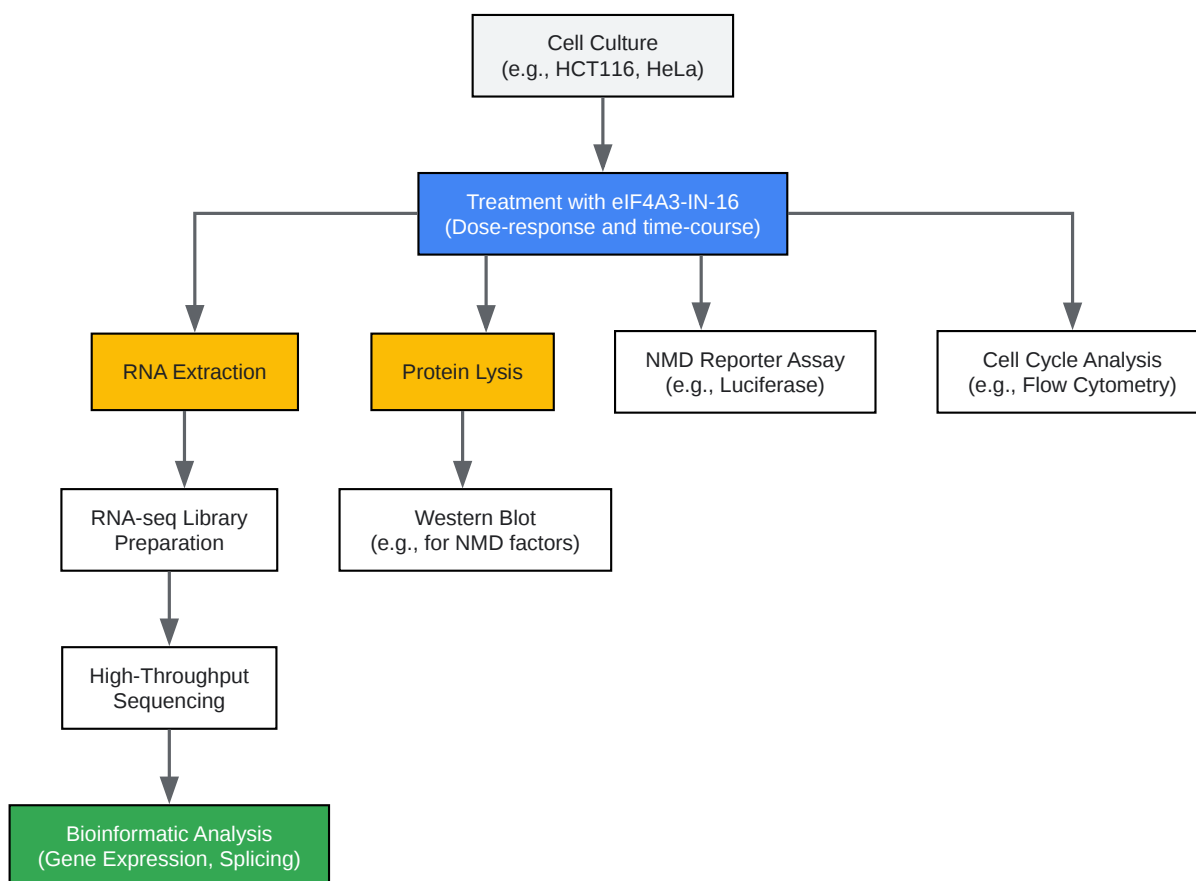 Cell Culture
(e.g., HCT116, HeLa)
Treatment with eIF4A3-IN-16
(Dose-response and time-course)
RNA Extraction
Protein Lysis
NMD Reporter Assay
(e.g., Luciferase)
Cell Cycle Analysis
(e.g., Flow Cytometry)
RNA-seq Library
Preparation
Western Blot
(e.g., for NMD factors)
High-Throughput
Sequencing
Bioinformatic Analysis
(Gene Expression, Splicing)